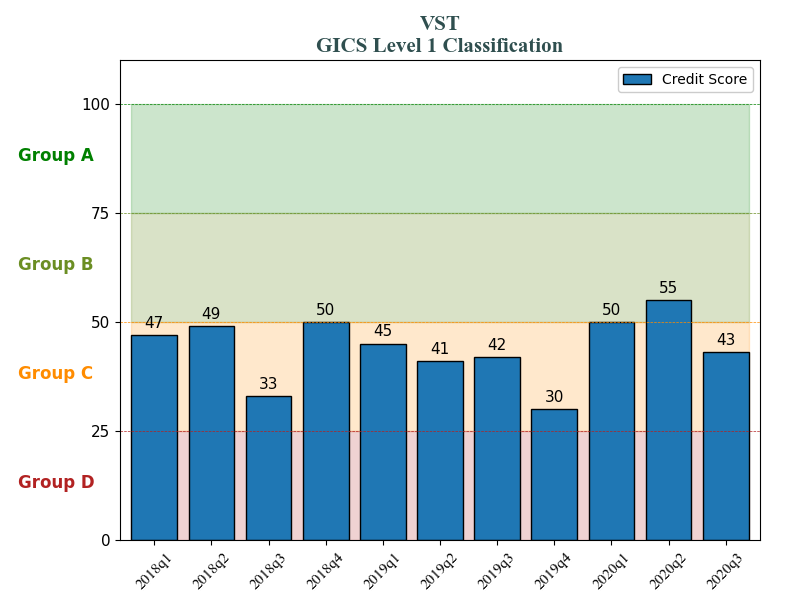 VST
GICS Level 1 Classification
Credit Score
100
Group A
75
Group B
50
Group C
25
Group D
0
47
49
33
50
45
41
42
30
50
55
43
2018q1
2018q2
2018q3
2018q4
2019q1
2019q2
2019q3
2019q4
2020q1
2020q2
2020q3